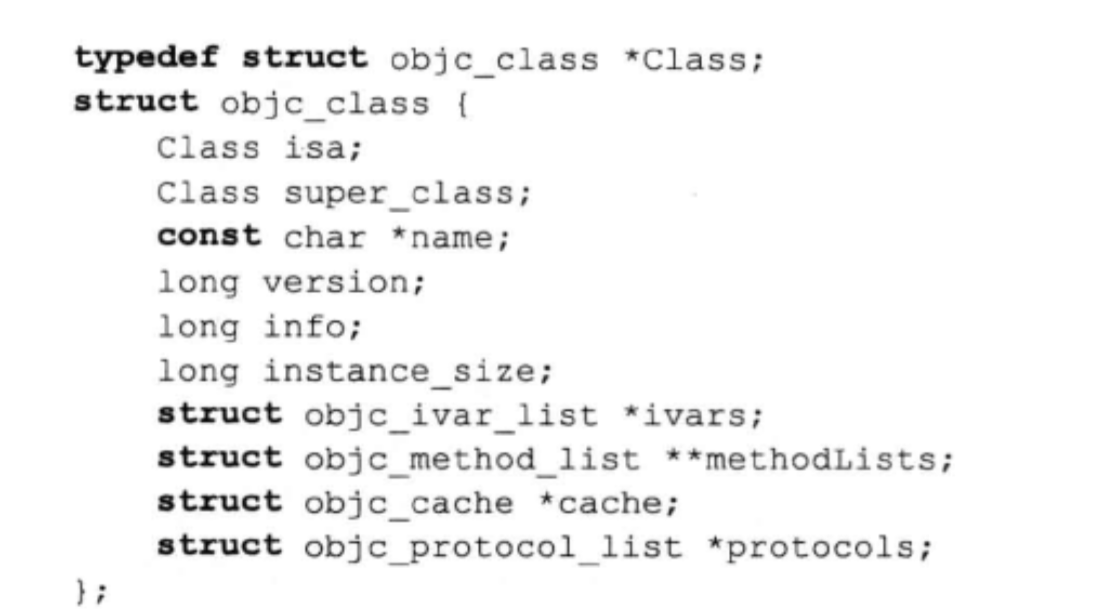 typedef struct objc_class *Class;
struct objc_class {
    Class isa;
    Class super_class;
    const char *name;
    long version;
    long info;
    long instance_size;
    struct objc_ivar_list *ivars;
    struct objc_method_list **methodLists;
    struct objc_cache *cache;
    struct objc_protocol_list *protocols;
};